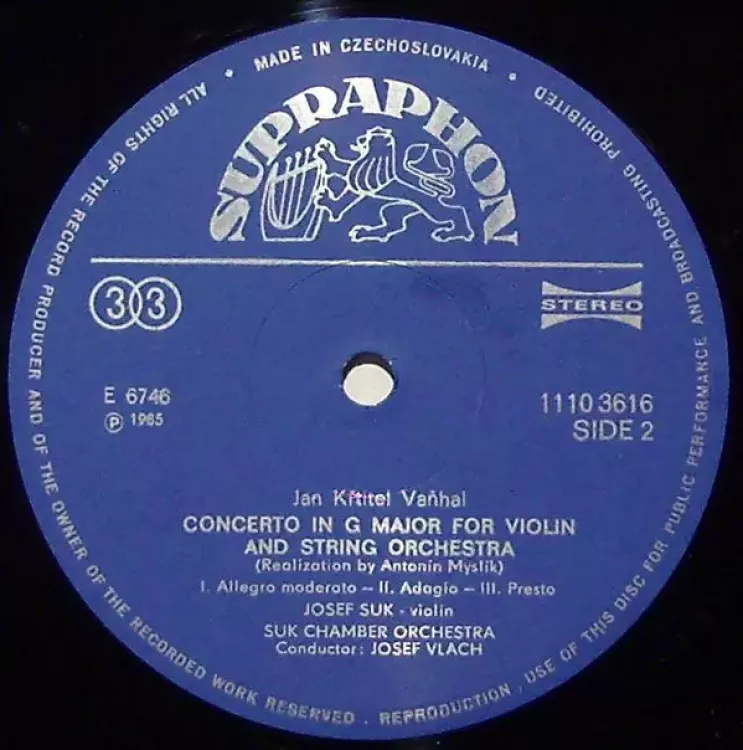 ALL RIGHTS OF THE RECORD PRODUCER AND OF THE OWNER OF THE RECORDED WORK RESERVED . REPRODUCTION, USE OF THIS DISC FOR PUBLIC PERFORMANCE AND BROADCASTING PROHIBITED
• MADE IN CZECHOSLOVAKIA •
SUPRAPHON
33
STEREO
E 6746
Ⓟ 1985
1110 3616
SIDE 2
Jan Křtitel Vaňhal
CONCERTO IN G MAJOR FOR VIOLIN
AND STRING ORCHESTRA
(Realization by Antonín Myslík)
I. Allegro moderato – II. Adagio – III. Presto
JOSEF SUK - violin
SUK CHAMBER ORCHESTRA
Conductor: JOSEF VLACH